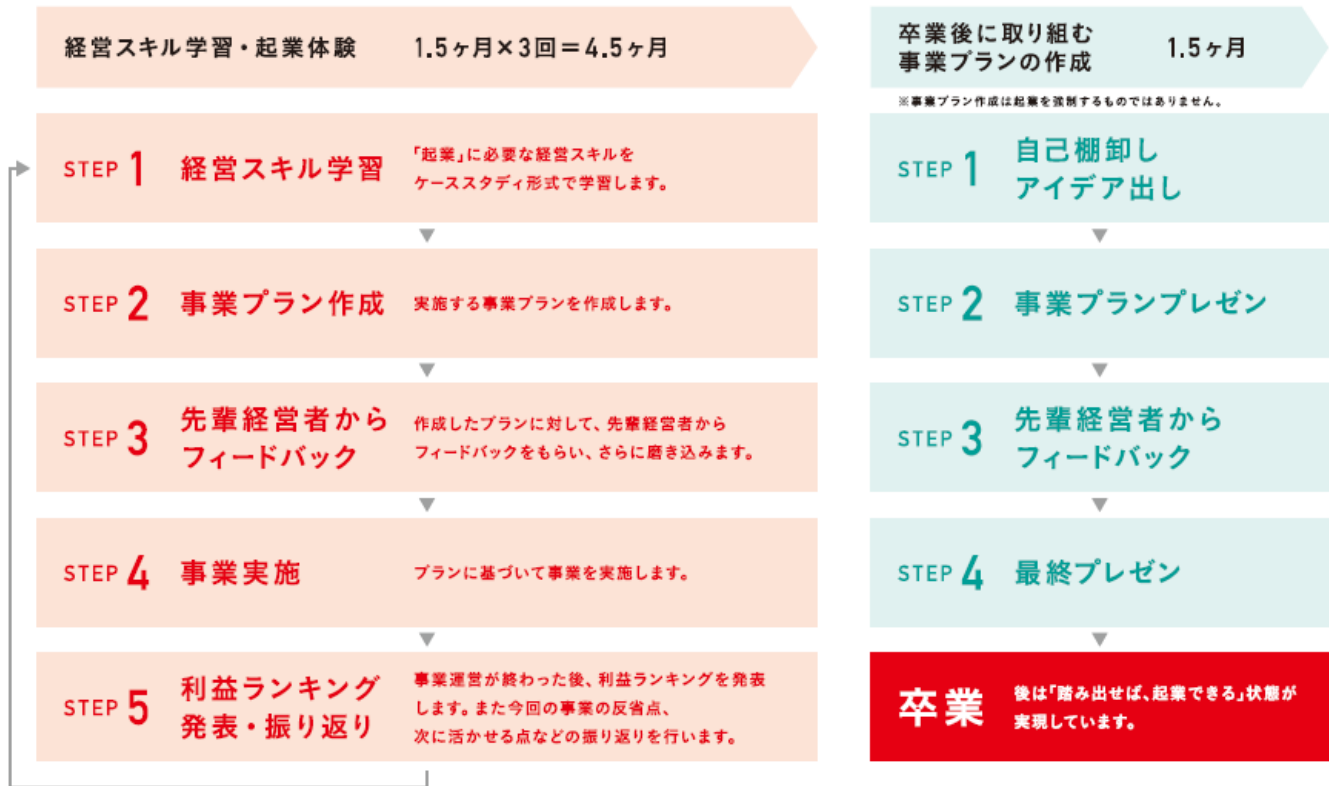 経営スキル学習・起業体験 1.5ヶ月×3回＝4.5ヶ月
STEP 1 経営スキル学習
「起業」に必要な経営スキルを
ケーススタディ形式で学習します。
STEP 2 事業プラン作成
実施する事業プランを作成します。
STEP 3 先輩経営者から
フィードバック
作成したプランに対して、先輩経営者から
フィードバックをもらい、さらに磨き込みます。
STEP 4 事業実施
プランに基づいて事業を実施します。
STEP 5 利益ランキング
発表・振り返り
事業運営が終わった後、利益ランキングを発表
します。また今回の事業の反省点、
次に活かせる点などの振り返りを行います。
卒業後に取り組む
事業プランの作成
1.5ヶ月
※事業プラン作成は起業を強制するものではありません。
STEP 1 自己棚卸し
アイデア出し
STEP 2 事業プランプレゼン
STEP 3 先輩経営者から
フィードバック
STEP 4 最終プレゼン
卒業
後は「踏み出せば、起業できる」状態が
実現しています。